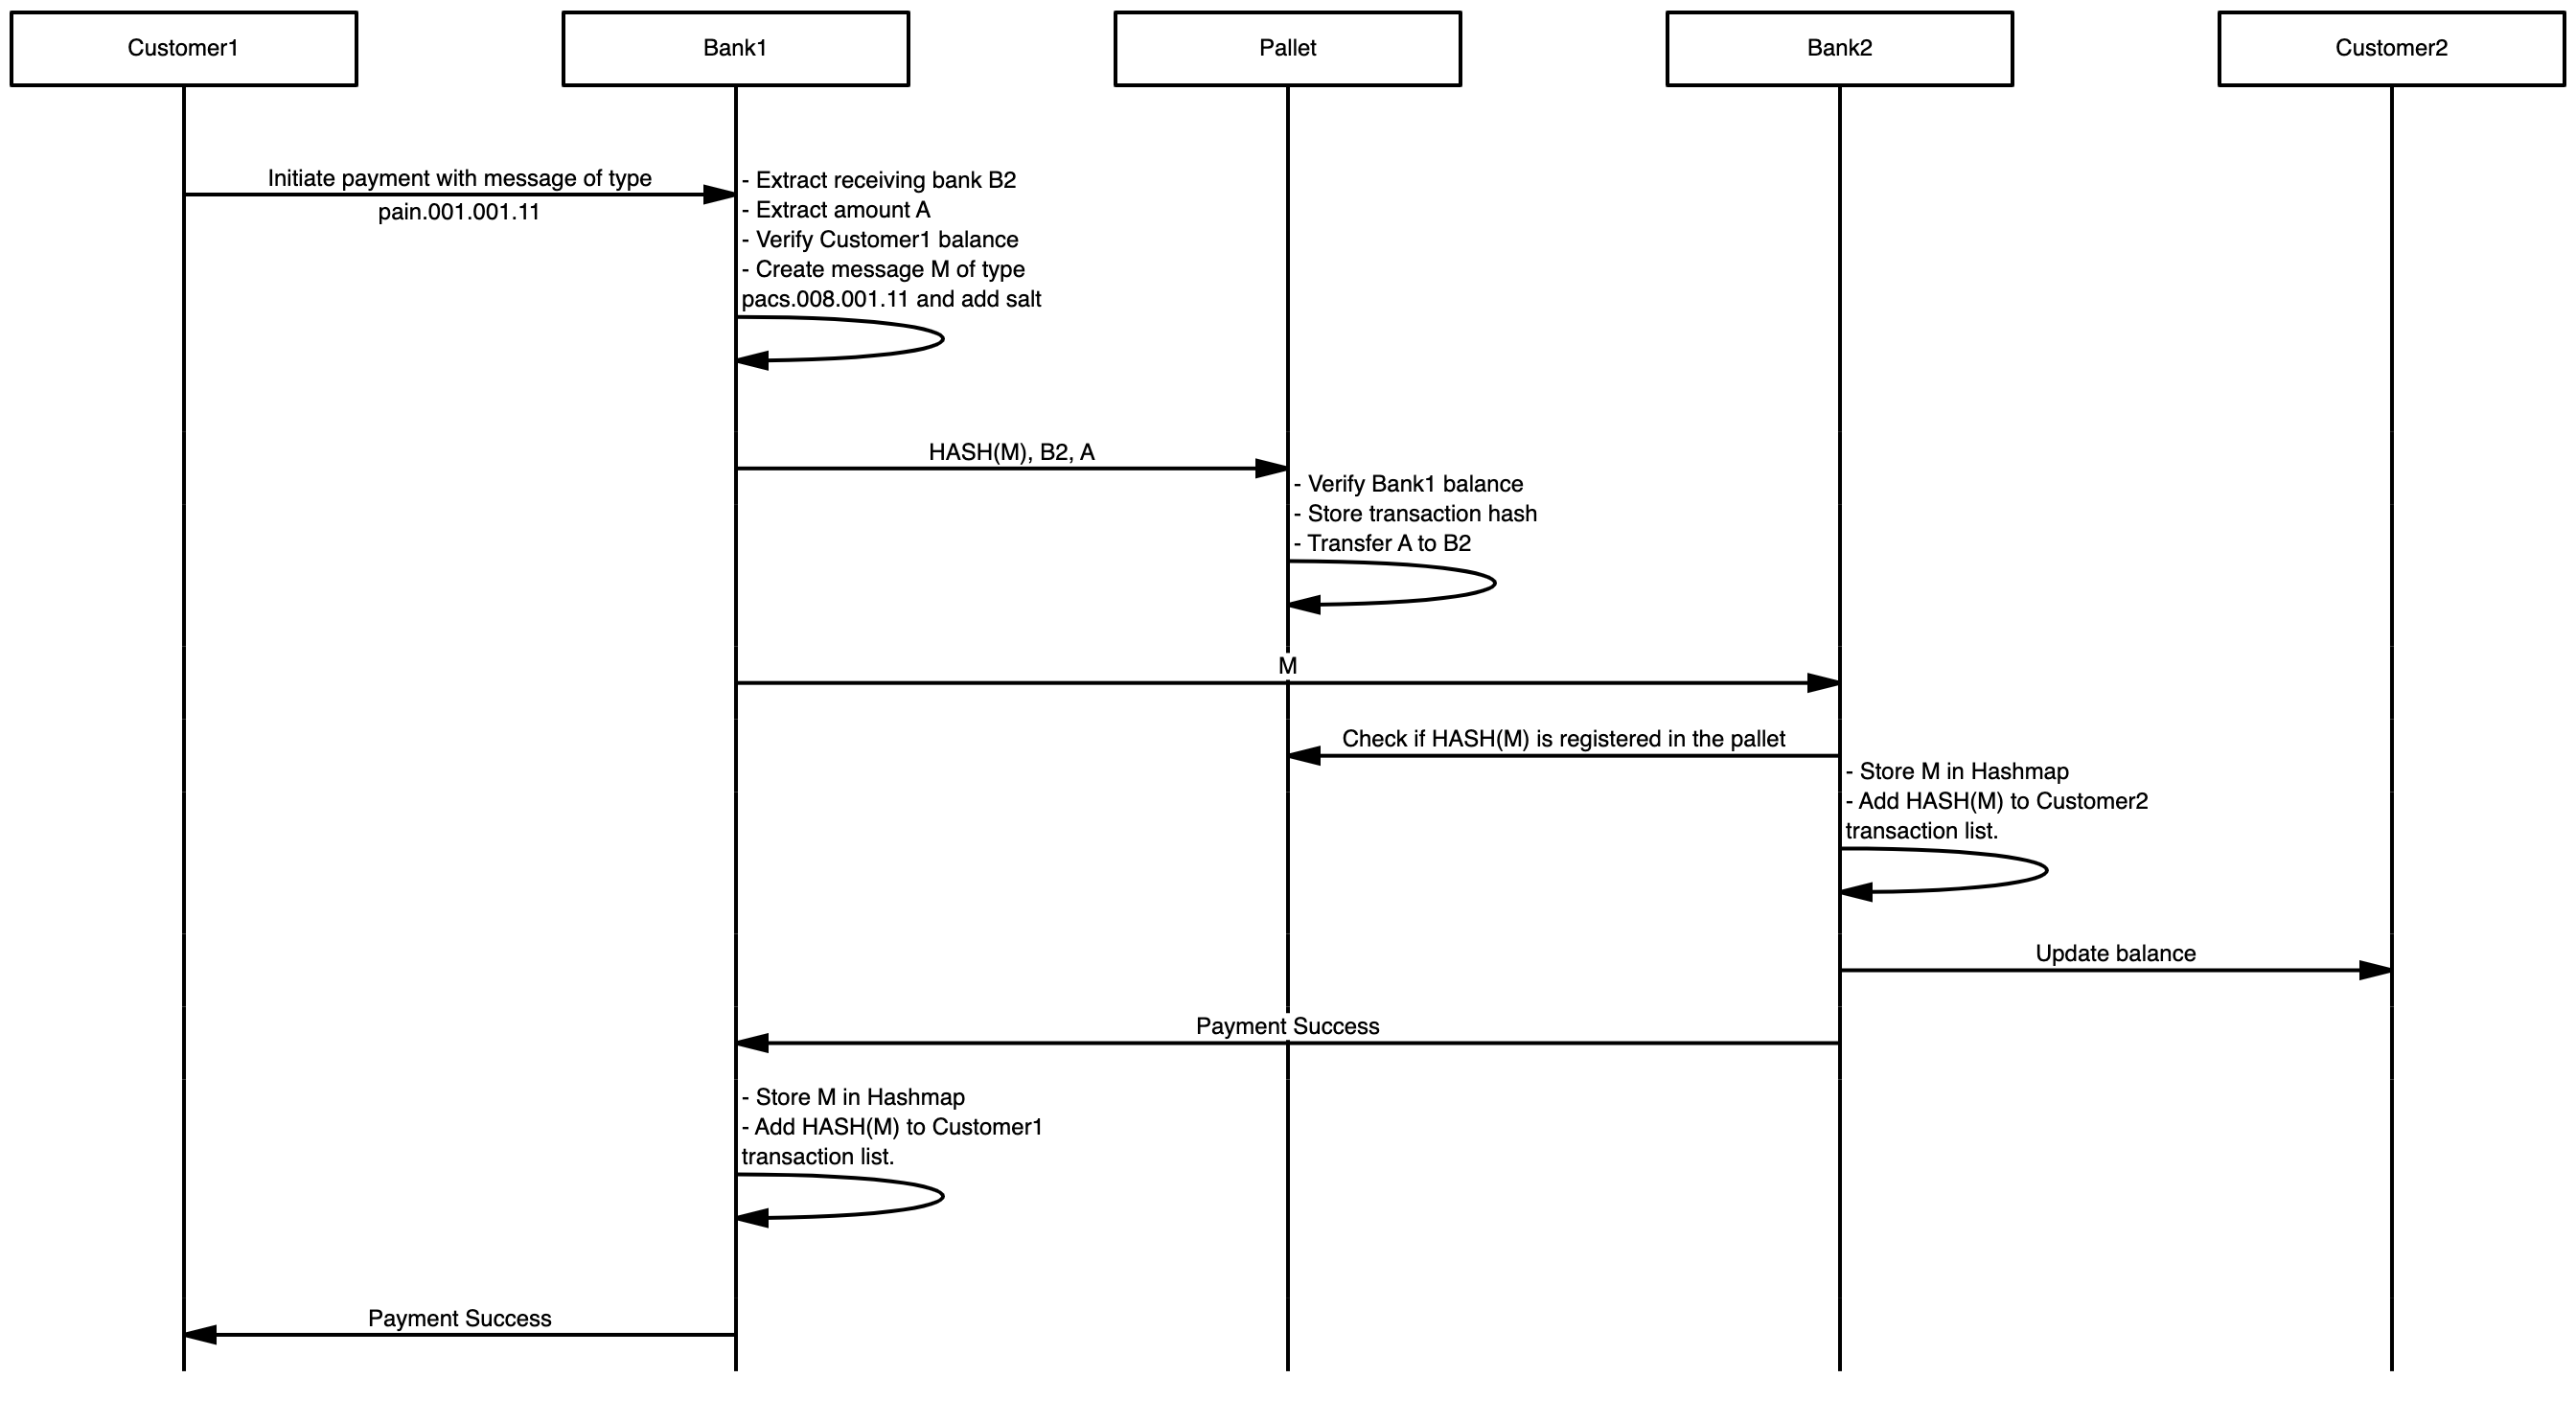 Customer1
Bank1
Pallet
Bank2
Customer2
Initiate payment with message of type
pain.001.001.11
- Extract receiving bank B2
- Extract amount A
- Verify Customer1 balance
- Create message M of type
pacs.008.001.11 and add salt
HASH(M), B2, A
- Verify Bank1 balance
- Store transaction hash
- Transfer A to B2
M
Check if HASH(M) is registered in the pallet
- Store M in Hashmap
- Add HASH(M) to Customer2
transaction list.
Update balance
Payment Success
- Store M in Hashmap
- Add HASH(M) to Customer1
transaction list.
Payment Success